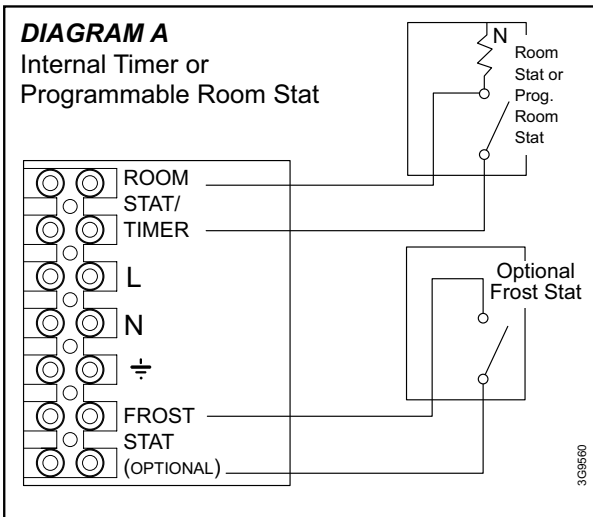 DIAGRAM A
Internal Timer or
Programmable Room Stat
N
Room
Stat or
Prog.
Room
Stat
ROOM
STAT/
TIMER
L
N
Optional
Frost Stat
FROST
STAT
(OPTIONAL)
3G9560